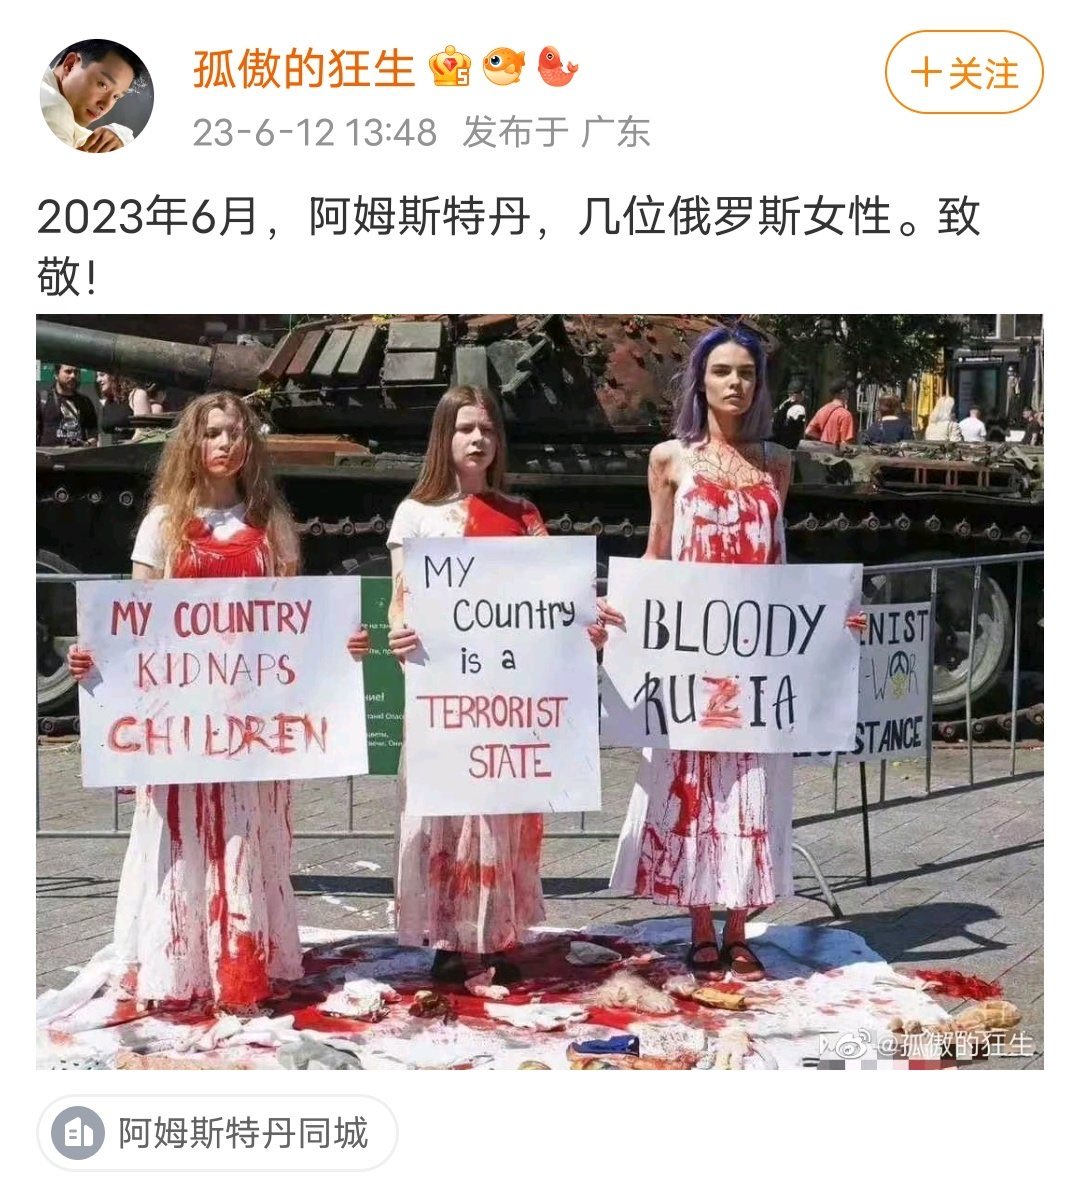 孤傲的狂生
+关注
23-6-12 13:48 发布于 广东
2023年6月，阿姆斯特丹，几位俄罗斯女性。致
敬！
MY COUNTRY
KIDNAPS
CHILDREN
MY
Country
is a
TERRORIST
STATE
BLOODY
RUZIA
ENIST
WOR
STANCE
@孤傲的狂生
阿姆斯特丹同城